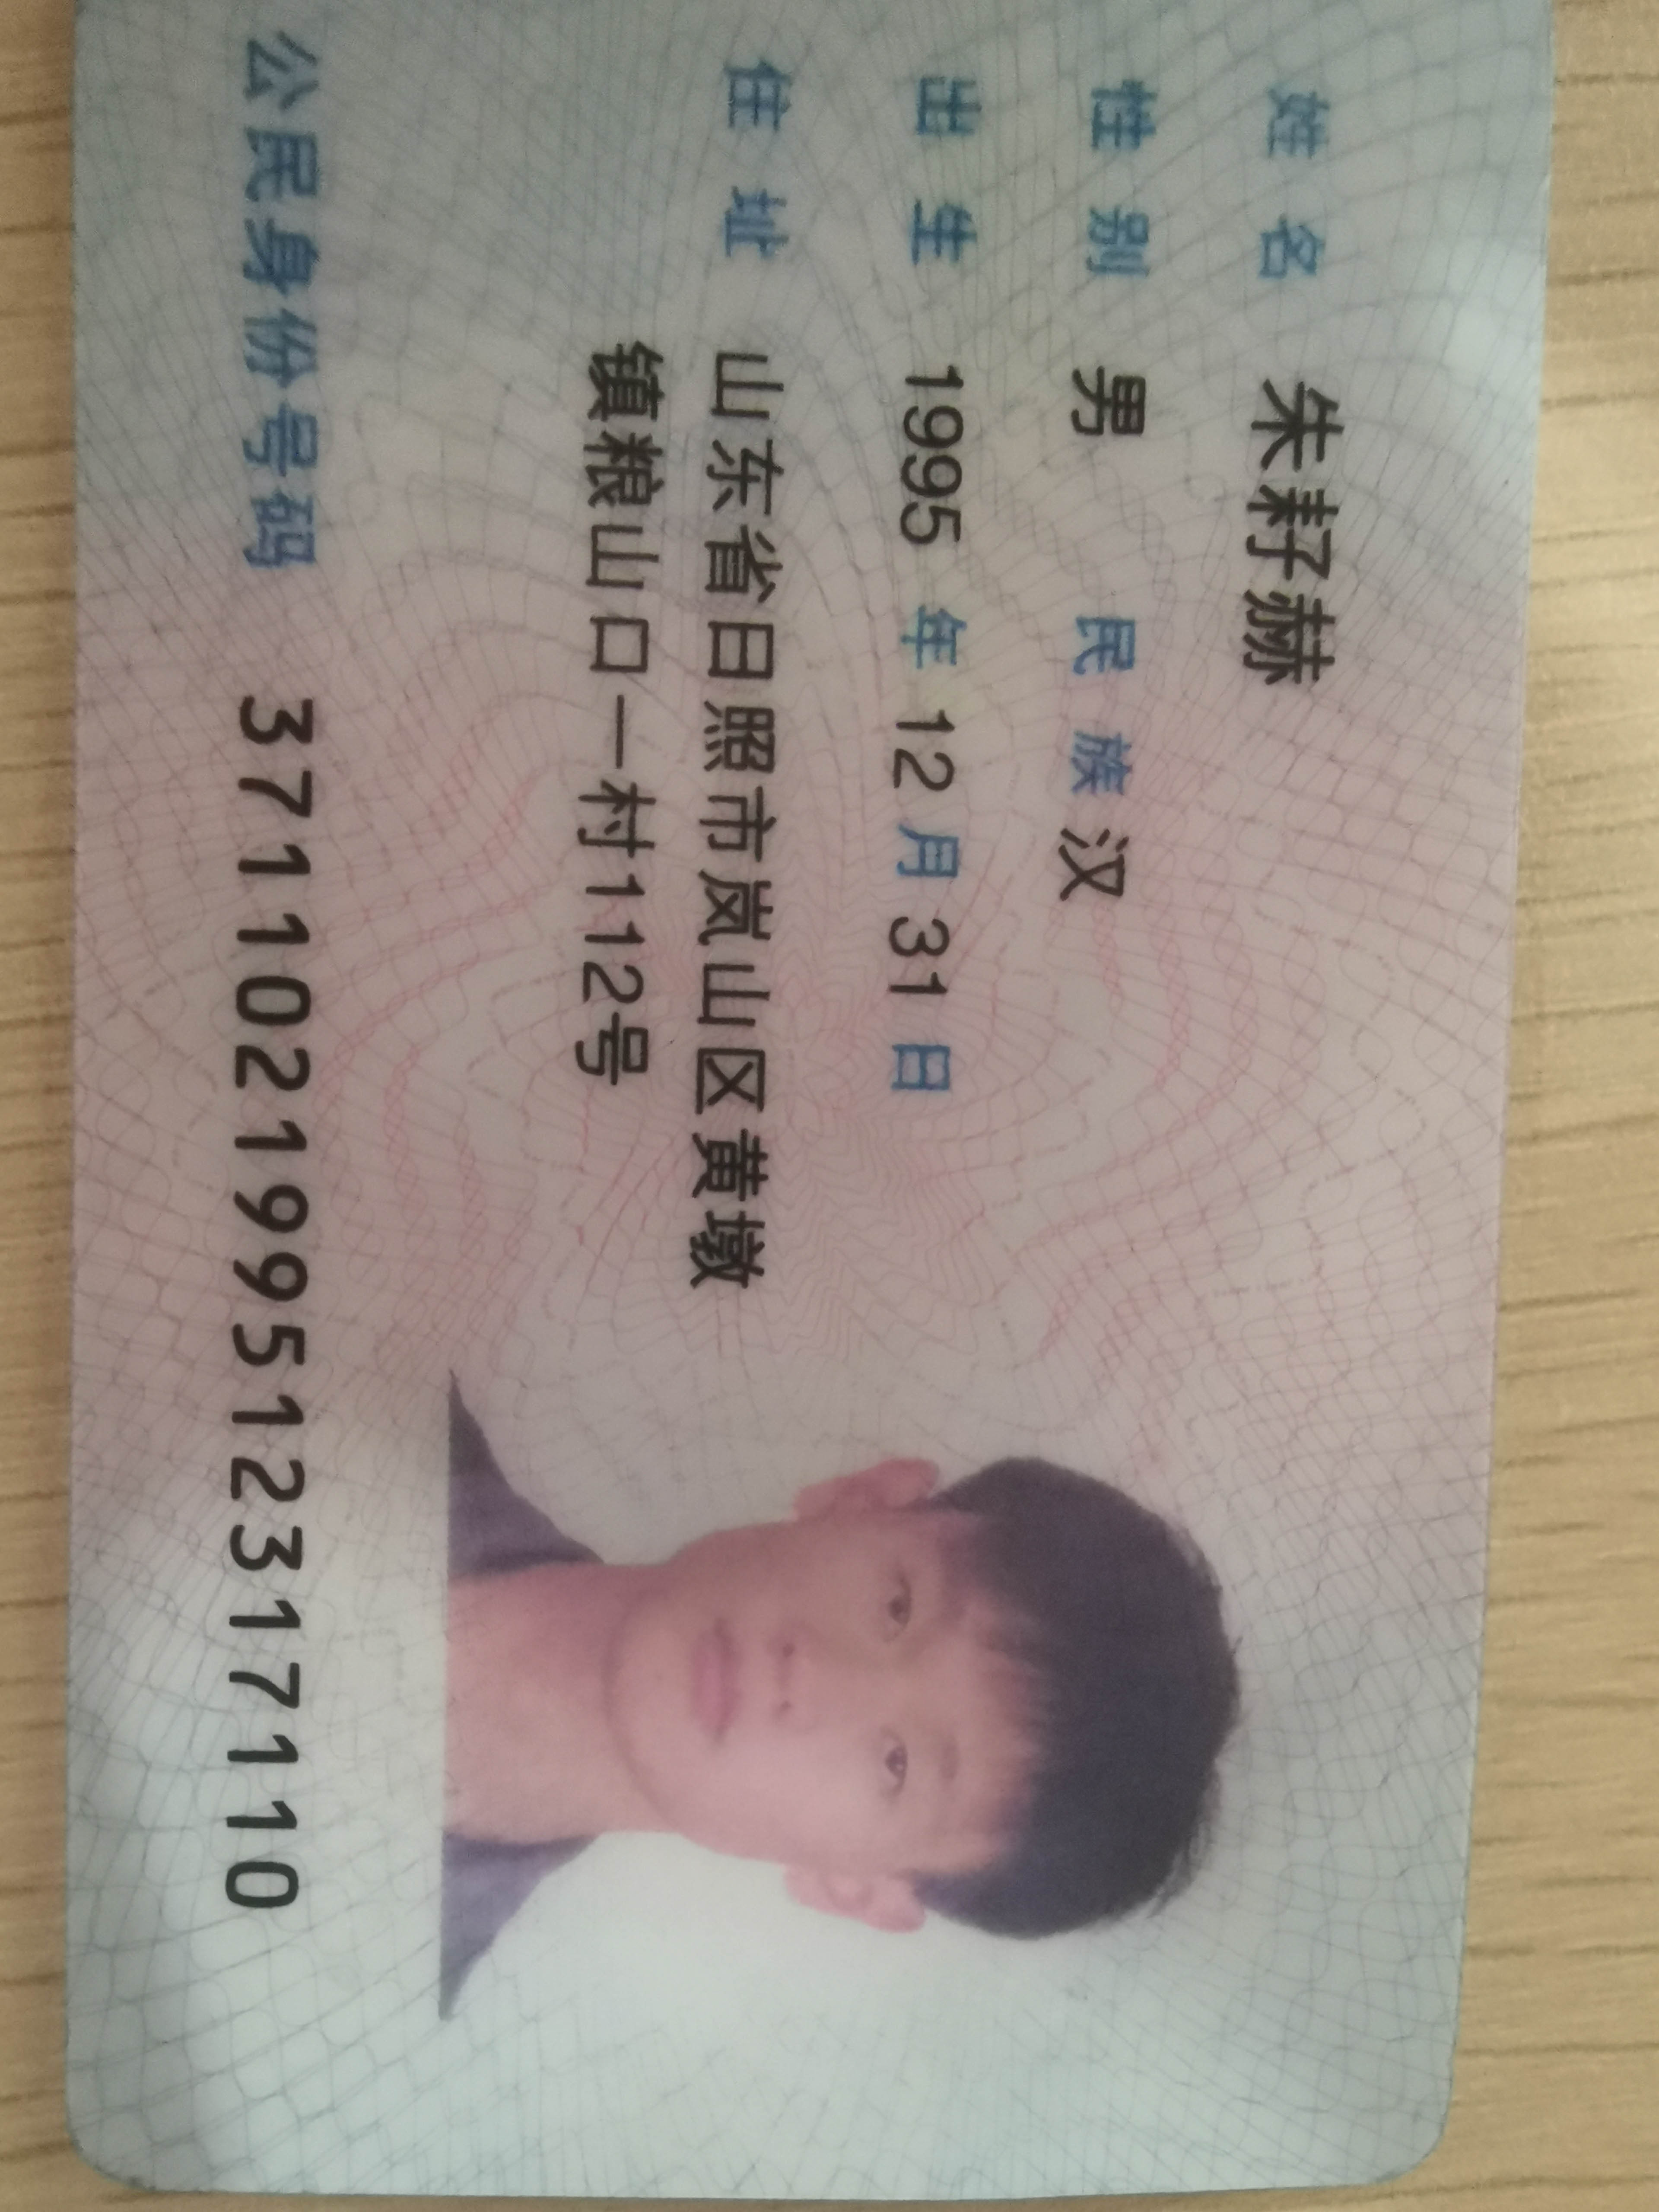 姓名 朱耔赫
性别 男 民族 汉
出生 1995 年 12 月 31 日
住址 山东省日照市岚山区黄墩
镇粮山口一村112号
公民身份号码 371102199512317110